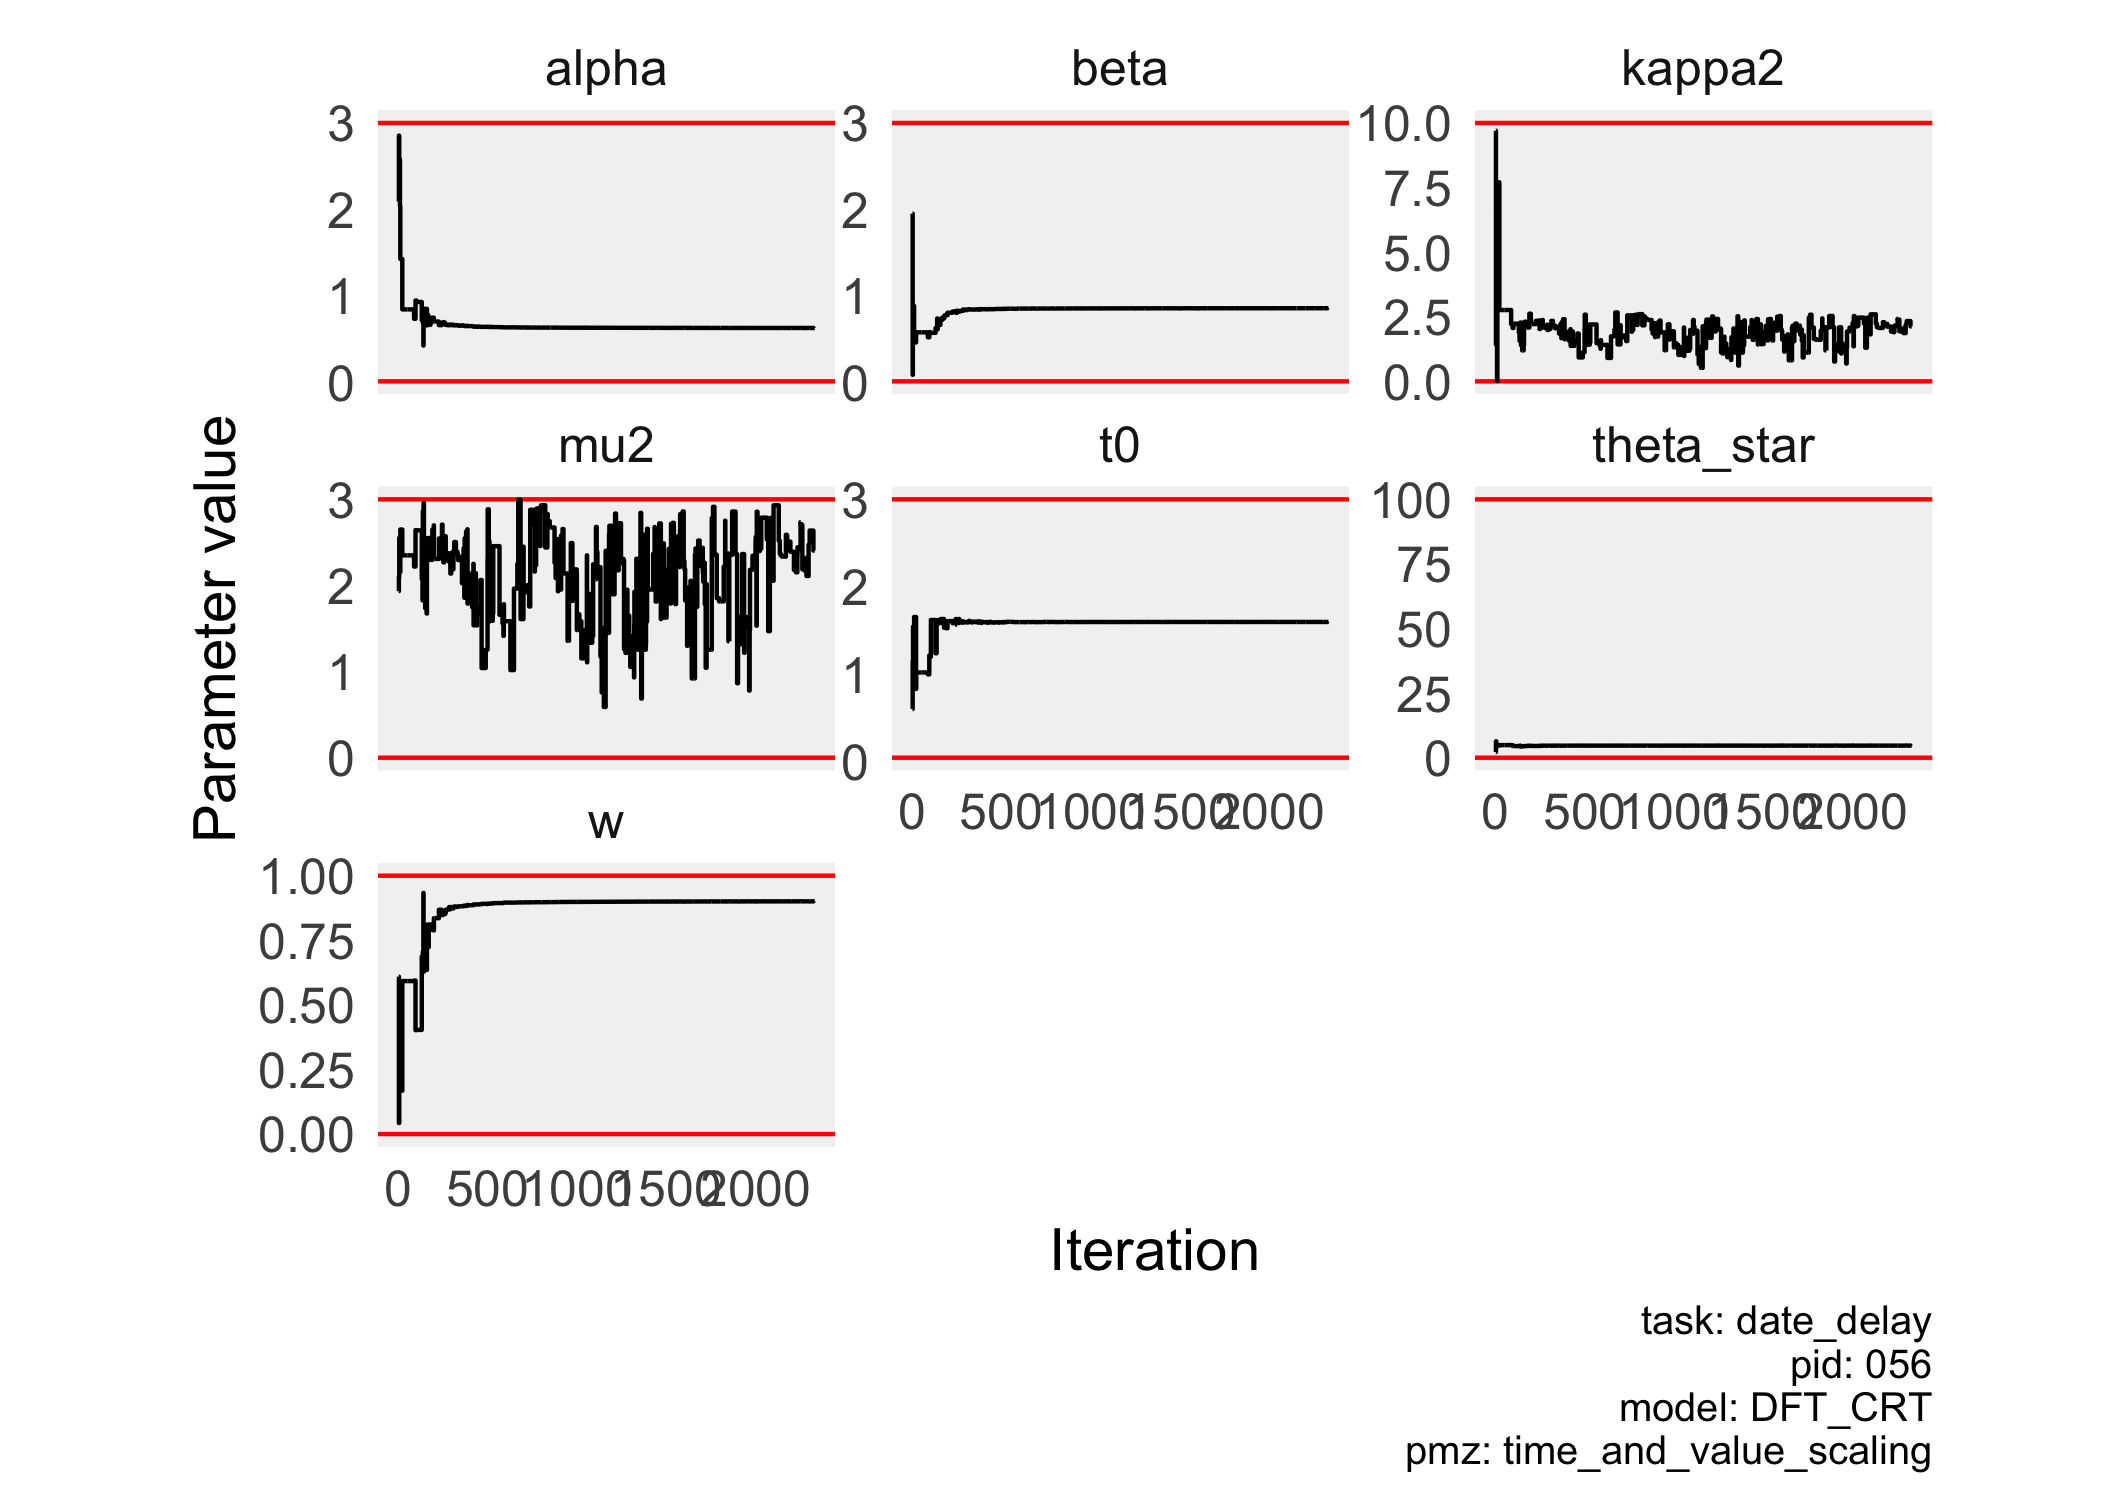 alpha
beta
kappa2
3
2
1
0
3
2
1
0
10.0
7.5
5.0
2.5
0.0
mu2
t0
theta_star
3
2
1
0
3
2
1
0
100
75
50
25
0
0 500 1000 1500 2000
0 500 1000 1500 2000
w
1.00
0.75
0.50
0.25
0.00
0 500 1000 1500 2000
Parameter value
Iteration
task: date_delay
pid: 056
model: DFT_CRT
pmz: time_and_value_scaling